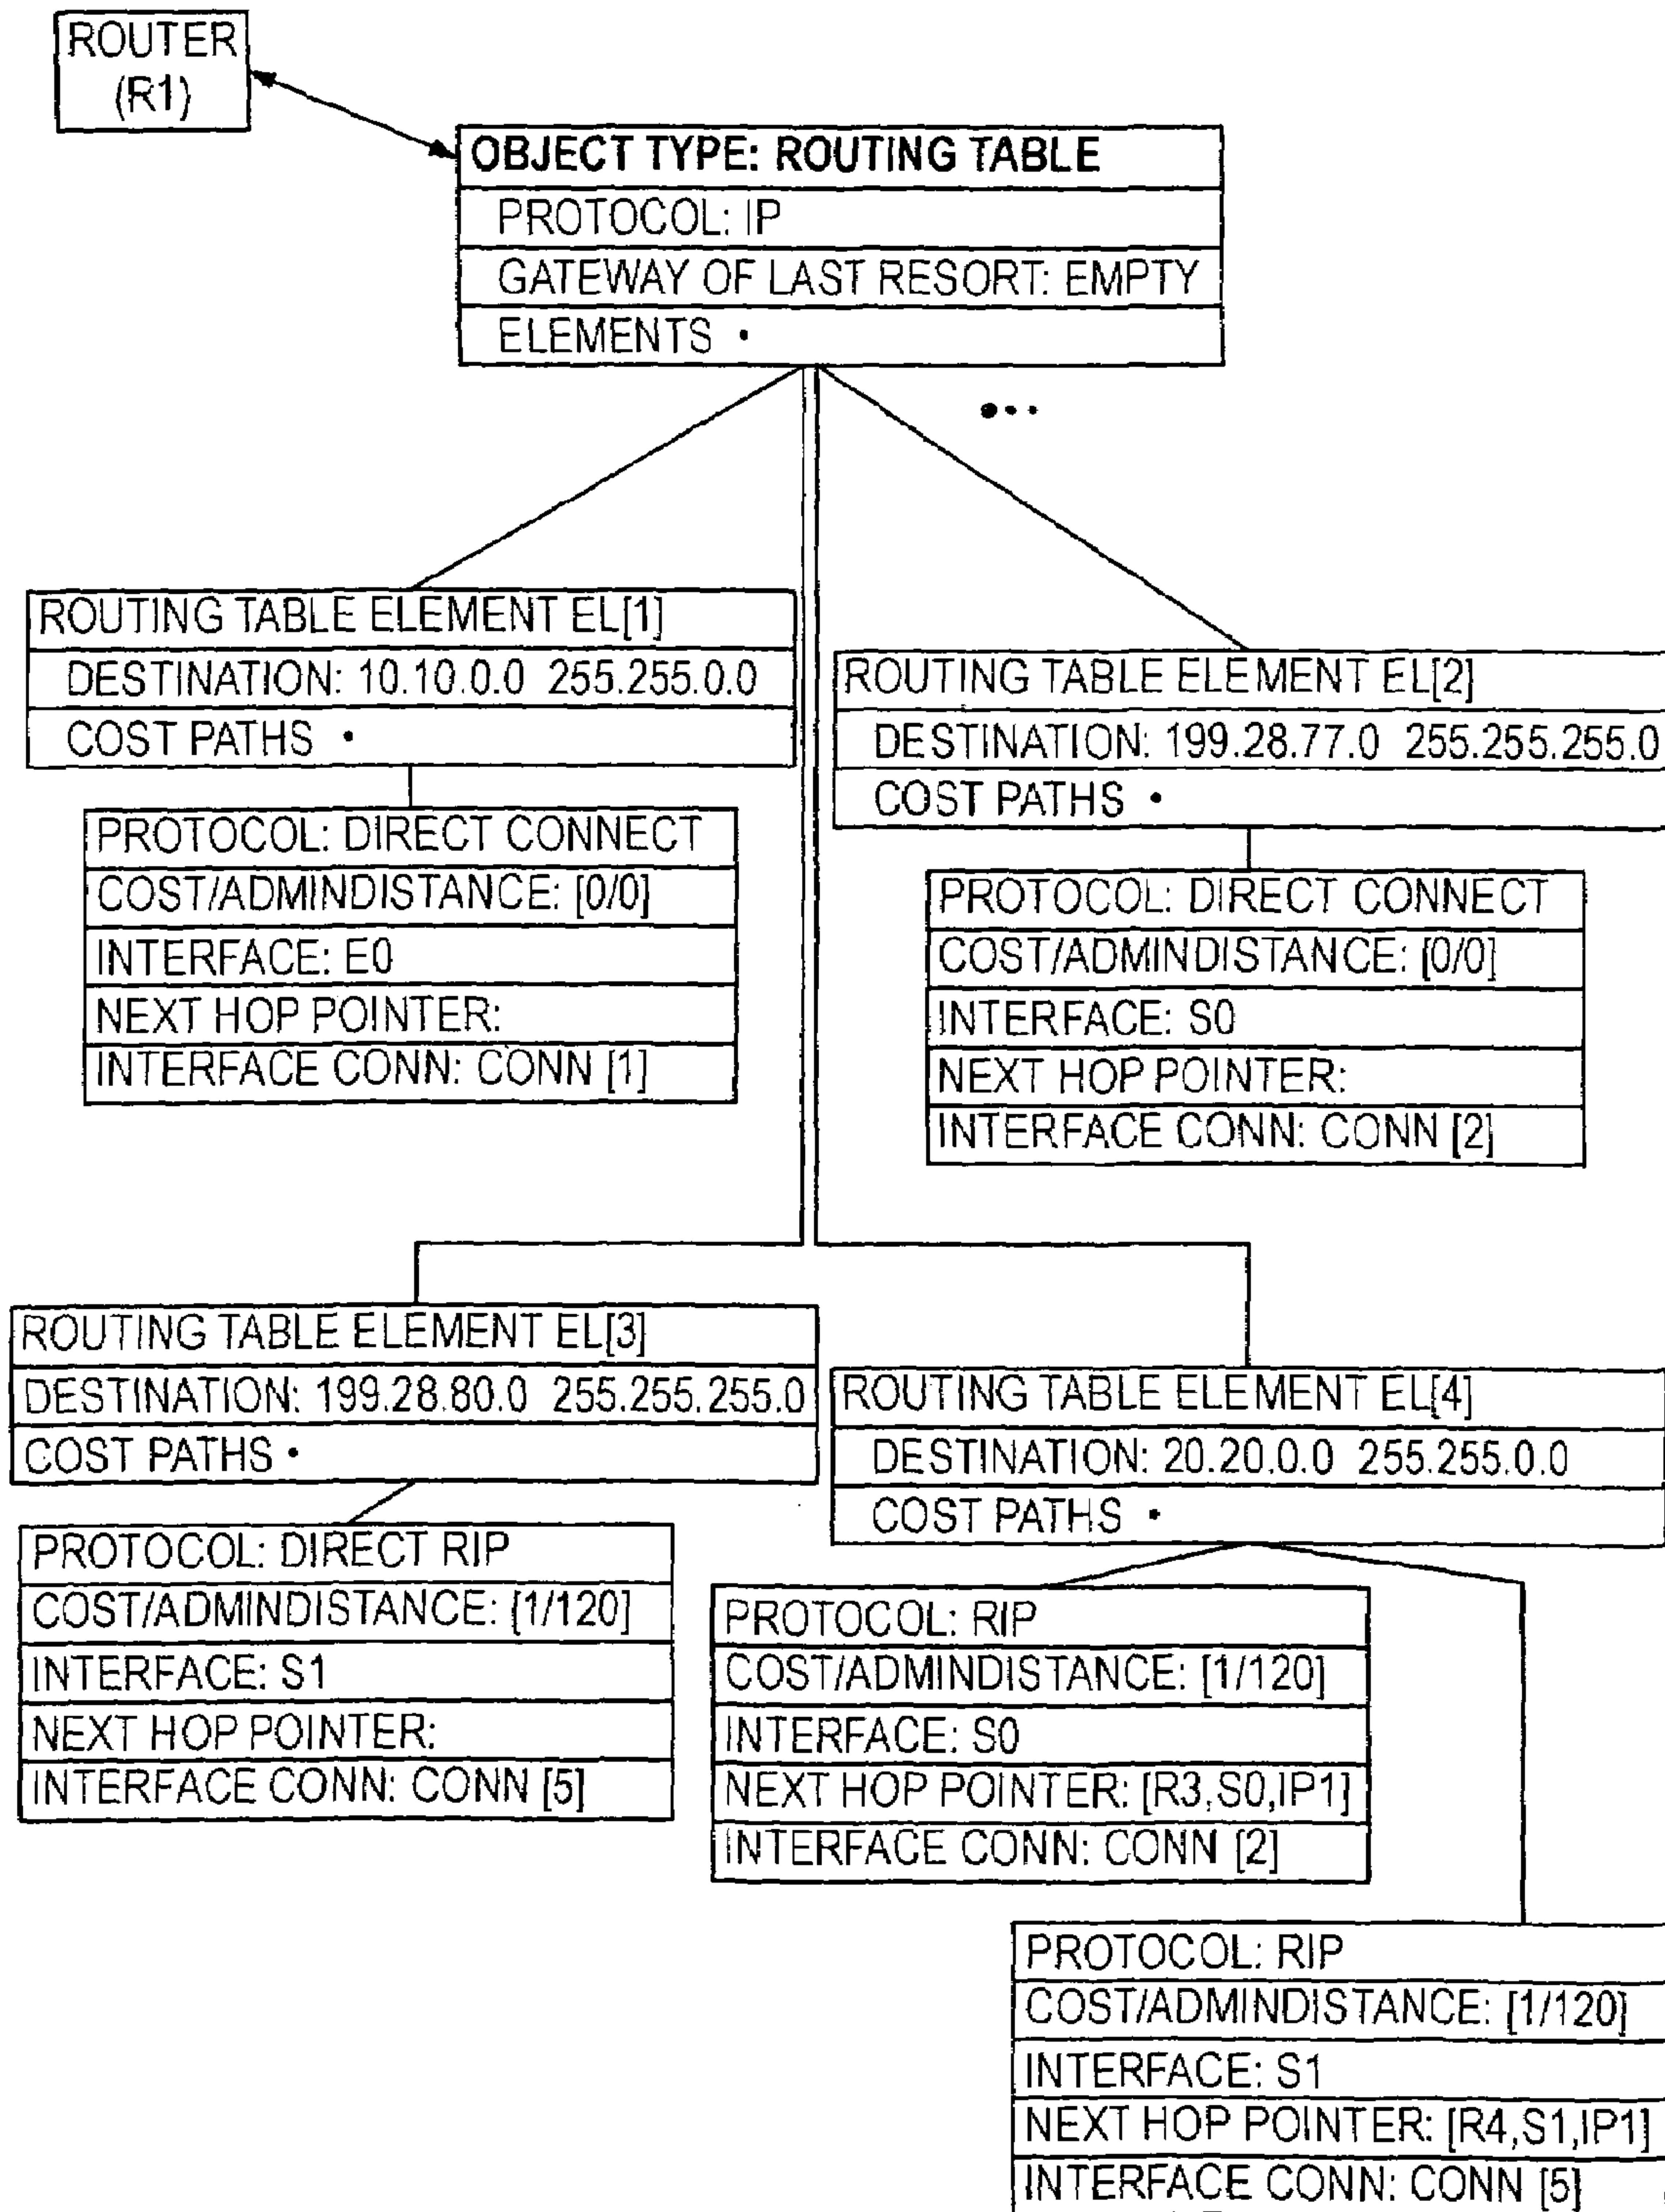 ROUTER
(R1)
OBJECT TYPE: ROUTING TABLE
PROTOCOL: IP
GATEWAY OF LAST RESORT: EMPTY
ELEMENTS •
ROUTING TABLE ELEMENT EL[1]
DESTINATION: 10.10.0.0 255.255.0.0
COST PATHS •
PROTOCOL: DIRECT CONNECT
COST/ADMINDISTANCE: [0/0]
INTERFACE: E0
NEXT HOP POINTER:
INTERFACE CONN: CONN [1]
ROUTING TABLE ELEMENT EL[2]
DESTINATION: 199.28.77.0 255.255.255.0
COST PATHS •
PROTOCOL: DIRECT CONNECT
COST/ADMINDISTANCE: [0/0]
INTERFACE: S0
NEXT HOP POINTER:
INTERFACE CONN: CONN [2]
ROUTING TABLE ELEMENT EL[3]
DESTINATION: 199.28.80.0 255.255.255.0
COST PATHS •
PROTOCOL: DIRECT RIP
COST/ADMINDISTANCE: [1/120]
INTERFACE: S1
NEXT HOP POINTER:
INTERFACE CONN: CONN [5]
ROUTING TABLE ELEMENT EL[4]
DESTINATION: 20.20.0.0 255.255.0.0
COST PATHS •
PROTOCOL: RIP
COST/ADMINDISTANCE: [1/120]
INTERFACE: S0
NEXT HOP POINTER: [R3,S0,IP1]
INTERFACE CONN: CONN [2]
PROTOCOL: RIP
COST/ADMINDISTANCE: [1/120]
INTERFACE: S1
NEXT HOP POINTER: [R4,S1,IP1]
INTERFACE CONN: CONN [5]